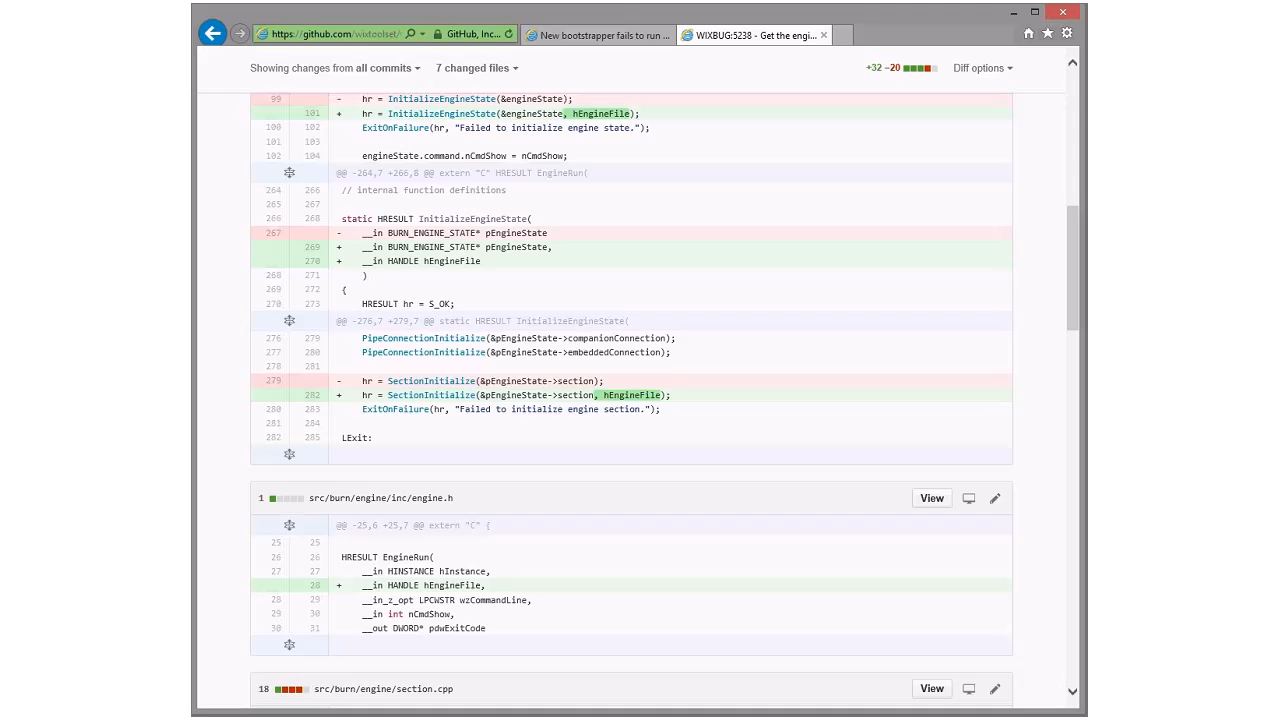 https://github.com/wixtoolset/ GitHub, Inc... New bootstrapper fails to run ... WIXBUG:5238 - Get the engi...
Showing changes from all commits 7 changed files +32 −20 Diff options
99 - hr = InitializeEngineState(&engineState);
101 + hr = InitializeEngineState(&engineState, hEngineFile);
100 102 ExitOnFailure(hr, "Failed to initialize engine state.");
101 103
102 104 engineState.command.nCmdShow = nCmdShow;
@@ -264,7 +266,8 @@ extern "C" HRESULT EngineRun(
264 266 // internal function definitions
265 267
266 268 static HRESULT InitializeEngineState(
267 - __in BURN_ENGINE_STATE* pEngineState
269 + __in BURN_ENGINE_STATE* pEngineState,
270 + __in HANDLE hEngineFile
268 271 )
269 272 {
270 273 HRESULT hr = S_OK;
@@ -276,7 +279,7 @@ static HRESULT InitializeEngineState(
276 279 PipeConnectionInitialize(&pEngineState->companionConnection);
277 280 PipeConnectionInitialize(&pEngineState->embeddedConnection);
278 281
279 - hr = SectionInitialize(&pEngineState->section);
282 + hr = SectionInitialize(&pEngineState->section, hEngineFile);
280 283 ExitOnFailure(hr, "Failed to initialize engine section.");
281 284
282 285 LExit:
1 src/burn/engine/inc/engine.h View
@@ -25,6 +25,7 @@ extern "C" {
25 25
26 26 HRESULT EngineRun(
27 27 __in HINSTANCE hInstance,
28 + __in HANDLE hEngineFile,
28 29 __in_z_opt LPCWSTR wzCommandLine,
29 30 __in int nCmdShow,
30 31 __out DWORD* pdwExitCode
18 src/burn/engine/section.cpp View